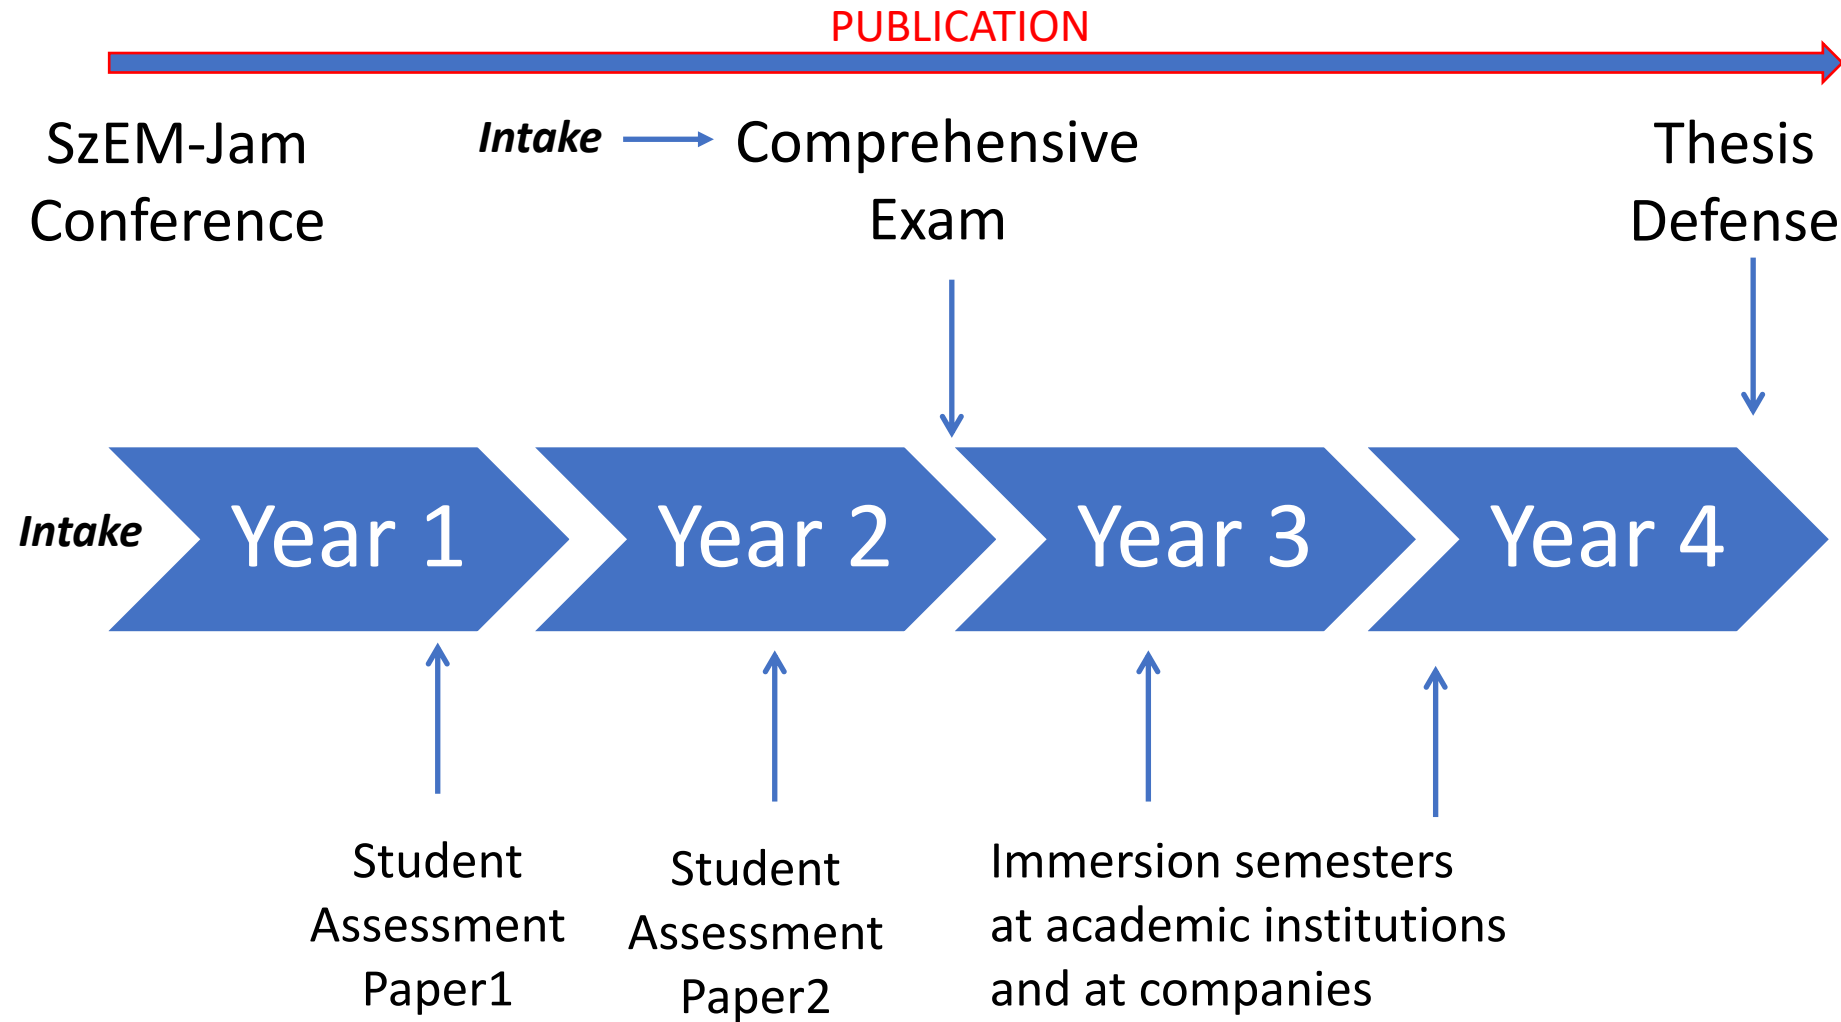 PUBLICATION
SzEM-Jam
Conference
Intake
Comprehensive
Exam
Thesis
Defense
Intake
Year 1
Year 2
Year 3
Year 4
Student
Assessment
Paper1
Student
Assessment
Paper2
Immersion semesters
at academic institutions
and at companies